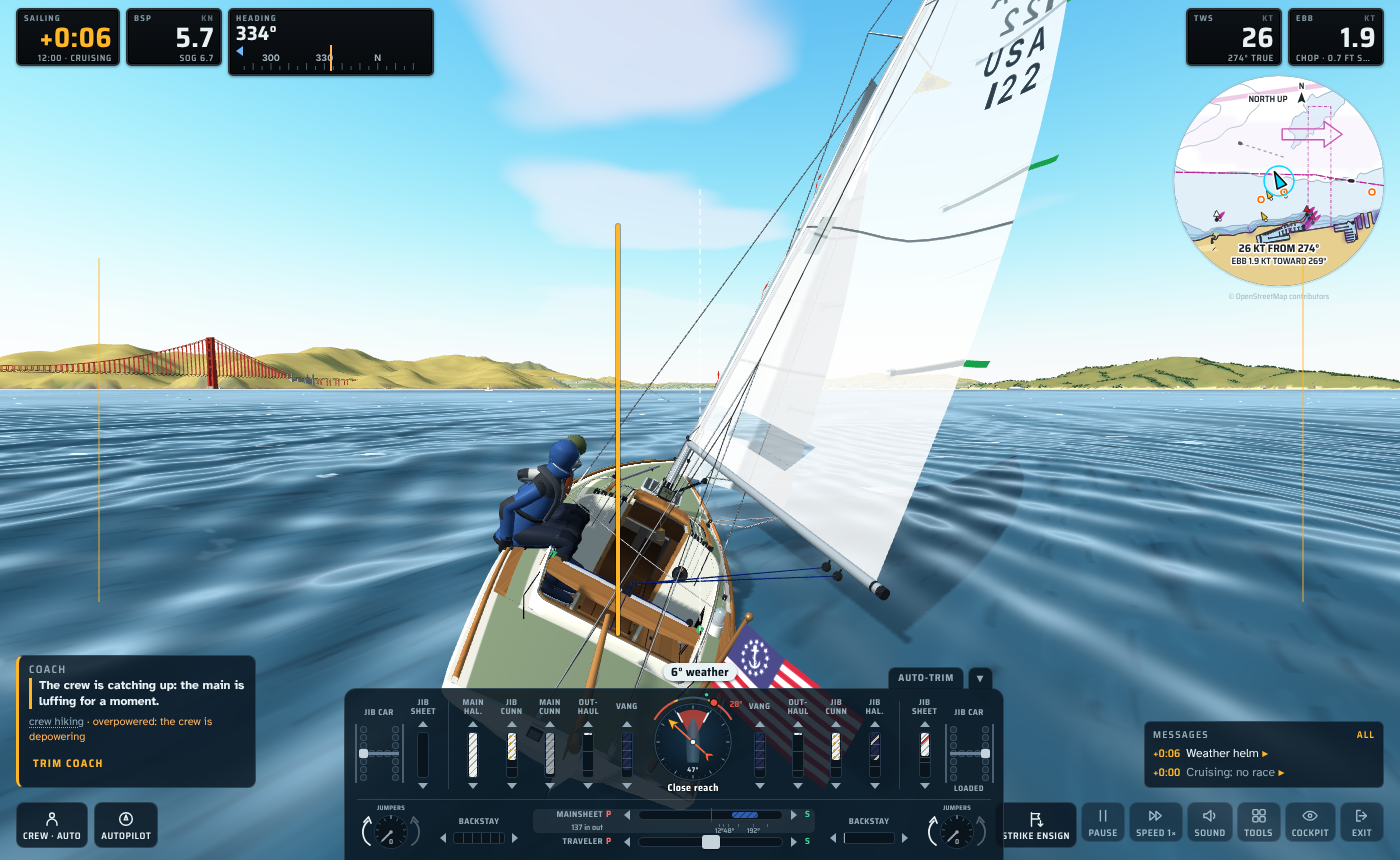 SAILING
+0:06
12:00 · CRUISING
BSP KN
5.7
SOG 6.7
HEADING
334°
300 330 N
TWS KT
26
274° TRUE
EBB KT
1.9
CHOP · 0.7 FT S…
USA
122
N
NORTH UP
26 KT FROM 274°
EBB 1.9 KT TOWARD 269°
© OpenStreetMap contributors
COACH
The crew is catching up: the main is
luffing for a moment.
crew hiking · overpowered: the crew is
depowering
TRIM COACH
CREW · AUTO
AUTOPILOT
6° weather
AUTO-TRIM
▼
JIB CAR
JIB SHEET
MAIN HAL.
JIB CUNN
MAIN CUNN
OUT-HAUL
VANG
28°
47°
Close reach
VANG
OUT-HAUL
JIB CUNN
JIB HAL.
JIB SHEET
JIB CAR
LOADED
JUMPERS
0
BACKSTAY
MAINSHEET P
S
137 in out
12°48° 192°
TRAVELER P
S
BACKSTAY
JUMPERS
0
MESSAGES ALL
+0:06 Weather helm ▸
+0:00 Cruising: no race ▸
STRIKE ENSIGN
PAUSE
SPEED 1×
SOUND
TOOLS
COCKPIT
EXIT